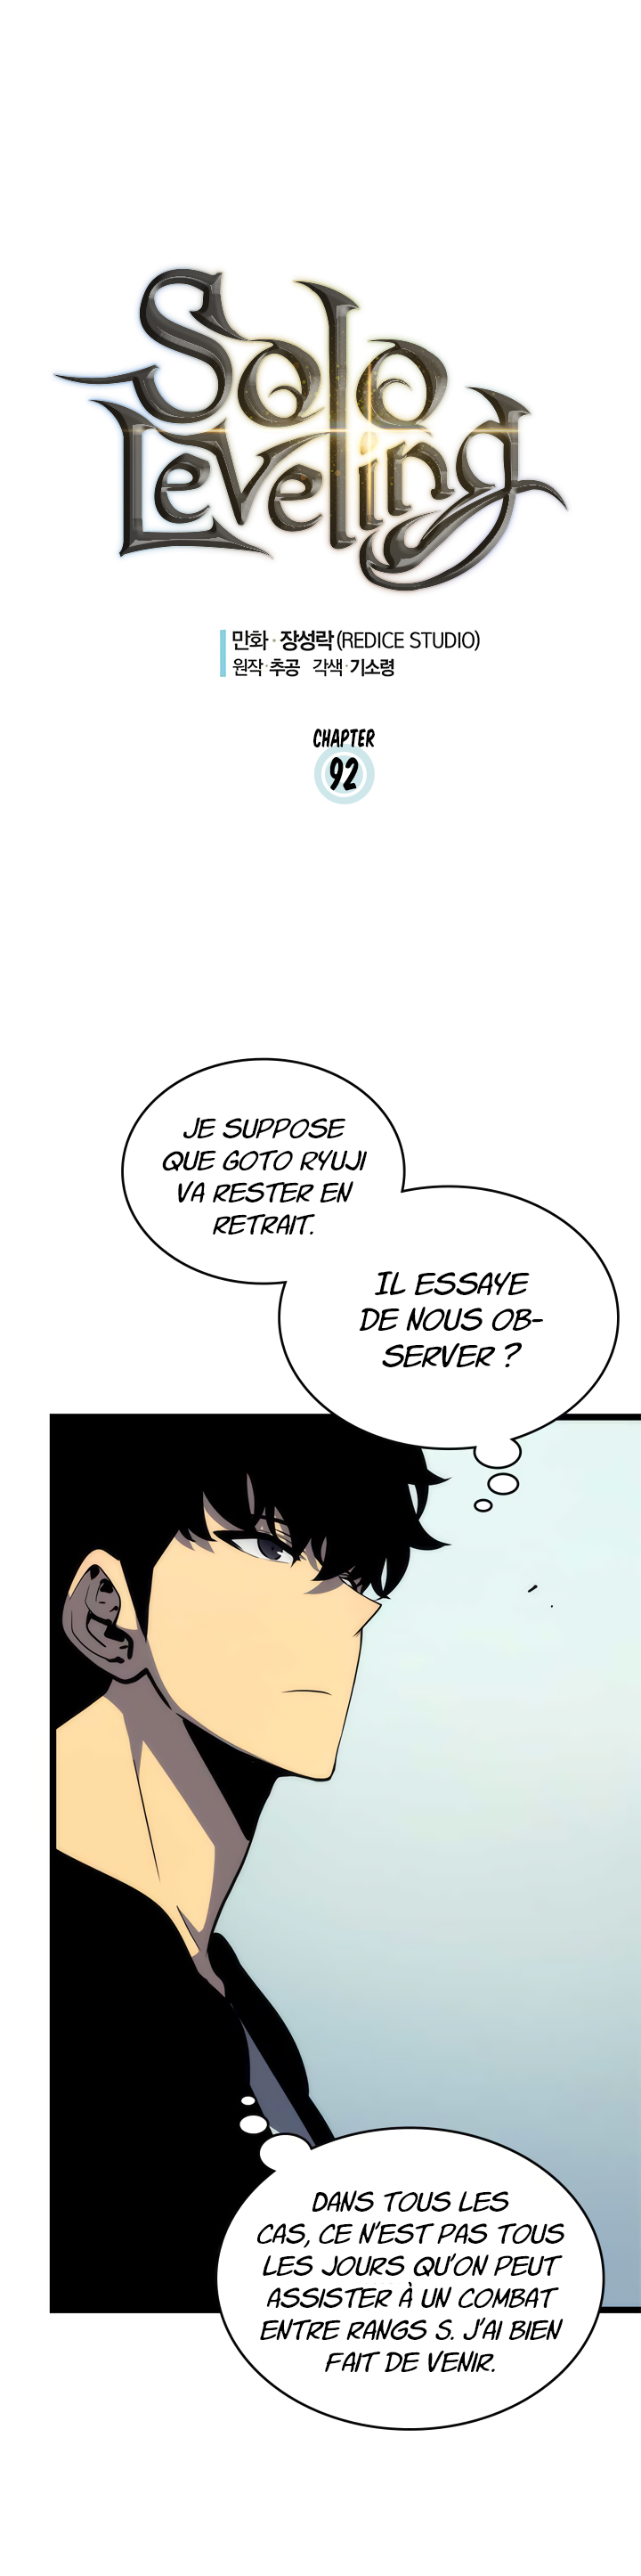 Solo
Leveling
만화·장성락(REDICE STUDIO)
원작·추공 각색·기소령
CHAPTER
92
JE SUPPOSE
QUE GOTO RYUJI
VA RESTER EN
RETRAIT.
IL ESSAYE
DE NOUS OB-
SERVER ?
DANS TOUS LES
CAS, CE N'EST PAS TOUS
LES JOURS QU'ON PEUT
ASSISTER À UN COMBAT
ENTRE RANGS S. J'AI BIEN
FAIT DE VENIR.